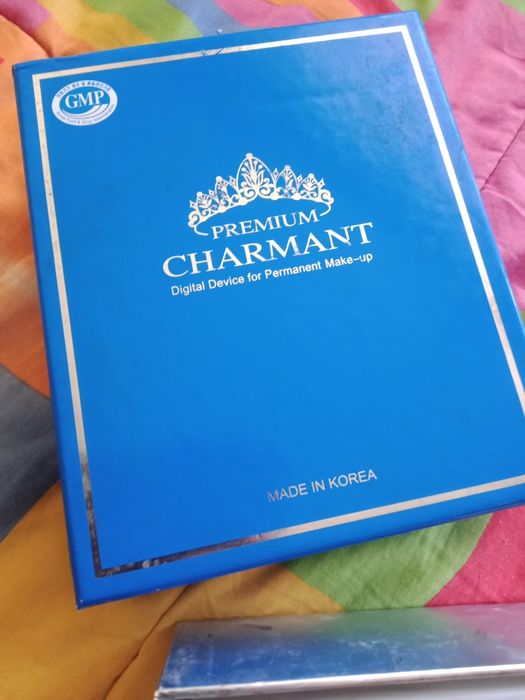 GMP
PREMIUM
CHARMANT
Digital Device for Permanent Make-up
MADE IN KOREA